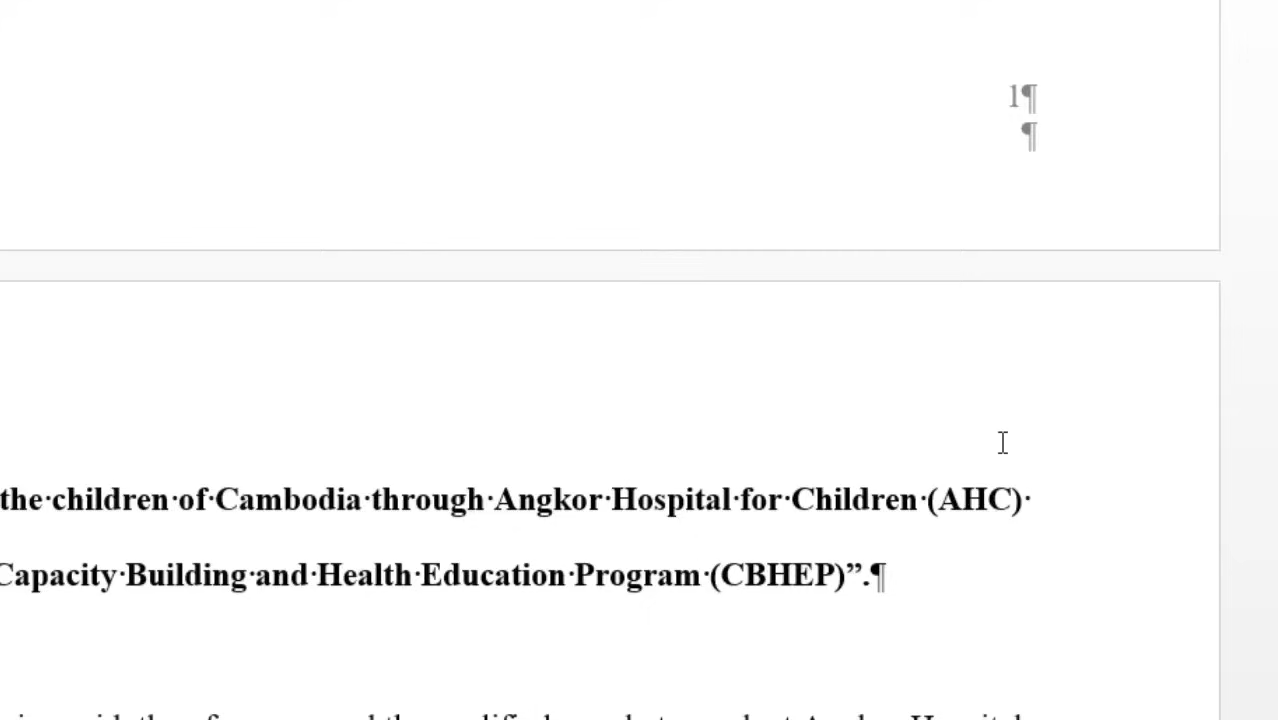 1¶
¶
the·children·of·Cambodia·through·Angkor·Hospital·for·Children·(AHC)·
Capacity·Building·and·Health·Education·Program·(CBHEP)”.¶